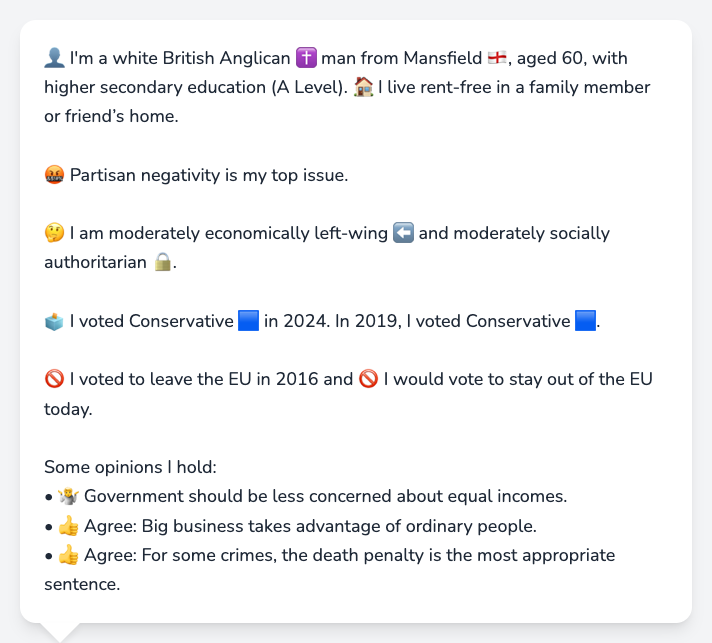 👤 I'm a white British Anglican ✝️ man from Mansfield 🏴󠁧󠁢󠁥󠁮󠁧󠁿, aged 60, with
higher secondary education (A Level). 🏠 I live rent-free in a family member
or friend’s home.
🤬 Partisan negativity is my top issue.
🤔 I am moderately economically left-wing ⬅️ and moderately socially
authoritarian 🔒.
🗳️ I voted Conservative 🟦 in 2024. In 2019, I voted Conservative 🟦.
🚫 I voted to leave the EU in 2016 and 🚫 I would vote to stay out of the EU
today.
Some opinions I hold:
• 🤷 Government should be less concerned about equal incomes.
• 👍 Agree: Big business takes advantage of ordinary people.
• 👍 Agree: For some crimes, the death penalty is the most appropriate
sentence.